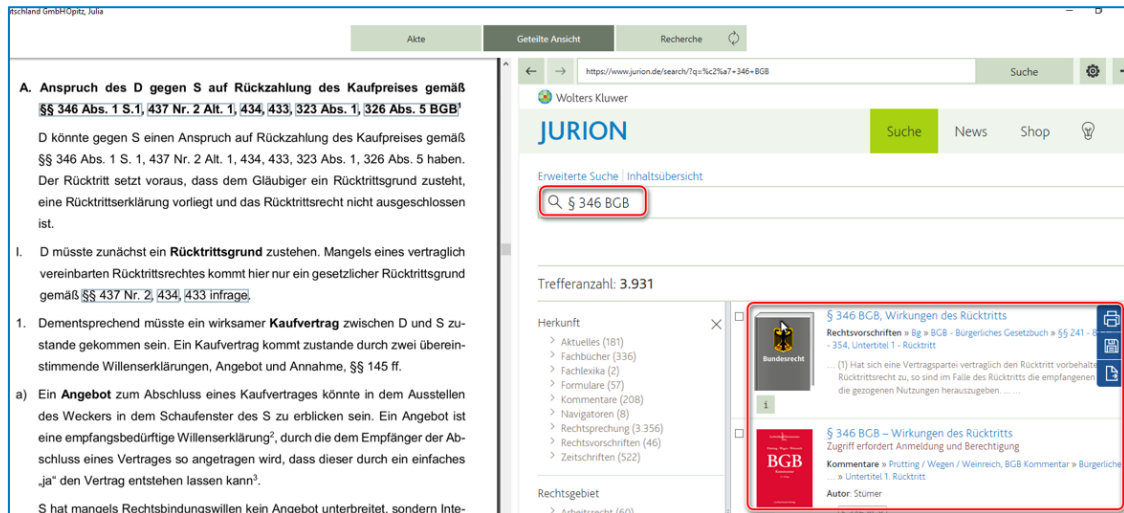 tschland GmbHOpitz, Julia
Akte
Geteilte Ansicht
Recherche
A. Anspruch des D gegen S auf Rückzahlung des Kaufpreises gemäß
§§ 346 Abs. 1 S.1, 437 Nr. 2 Alt. 1, 434, 433, 323 Abs. 1, 326 Abs. 5 BGB¹
D könnte gegen S einen Anspruch auf Rückzahlung des Kaufpreises gemäß
§§ 346 Abs. 1 S. 1, 437 Nr. 2 Alt. 1, 434, 433, 323 Abs. 1, 326 Abs. 5 haben.
Der Rücktritt setzt voraus, dass dem Gläubiger ein Rücktrittsgrund zusteht,
eine Rücktrittserklärung vorliegt und das Rücktrittsrecht nicht ausgeschlossen
ist.
I. D müsste zunächst ein Rücktrittsgrund zustehen. Mangels eines vertraglich
vereinbarten Rücktrittsrechtes kommt hier nur ein gesetzlicher Rücktrittsgrund
gemäß §§ 437 Nr. 2, 434, 433 infrage.
1. Dementsprechend müsste ein wirksamer Kaufvertrag zwischen D und S zu-
stande gekommen sein. Ein Kaufvertrag kommt zustande durch zwei überein-
stimmende Willenserklärungen, Angebot und Annahme, §§ 145 ff.
a) Ein Angebot zum Abschluss eines Kaufvertrages könnte in dem Ausstellen
des Weckers in dem Schaufenster des S zu erblicken sein. Ein Angebot ist
eine empfangsbedürftige Willenserklärung², durch die dem Empfänger der Ab-
schluss eines Vertrages so angetragen wird, dass dieser durch ein einfaches
„ja" den Vertrag entstehen lassen kann³.
S hat mangels Rechtsbindungswillen kein Angebot unterbreitet, sondern Inte-
https://www.jurion.de/search/?q=%c2%a7+346+BGB
Suche
Wolters Kluwer
JURION
Suche
News
Shop
Erweiterte Suche | Inhaltsübersicht
§ 346 BGB
Trefferanzahl: 3.931
Herkunft
> Aktuelles (181)
> Fachbücher (336)
> Fachlexika (2)
> Formulare (57)
> Kommentare (208)
> Navigatoren (8)
> Rechtsprechung (3.356)
> Rechtsvorschriften (46)
> Zeitschriften (522)
Rechtsgebiet
> Arbeitsrecht (60)
Bundesrecht
i
§ 346 BGB, Wirkungen des Rücktritts
Rechtsvorschriften » Bg » BGB - Bürgerliches Gesetzbuch » §§ 241 - 8
- 354, Untertitel 1 - Rücktritt
... (1) Hat sich eine Vertragspartei vertraglich den Rücktritt vorbehalte
Rücktrittsrecht zu, so sind im Falle des Rücktritts die empfangenen
die gezogenen Nutzungen herauszugeben. ... ...
BGB
§ 346 BGB – Wirkungen des Rücktritts
Zugriff erfordert Anmeldung und Berechtigung
Kommentare » Prütting / Wegen / Weinreich, BGB Kommentar » Bürgerliche
... » Untertitel 1. Rücktritt
Autor: Stürner